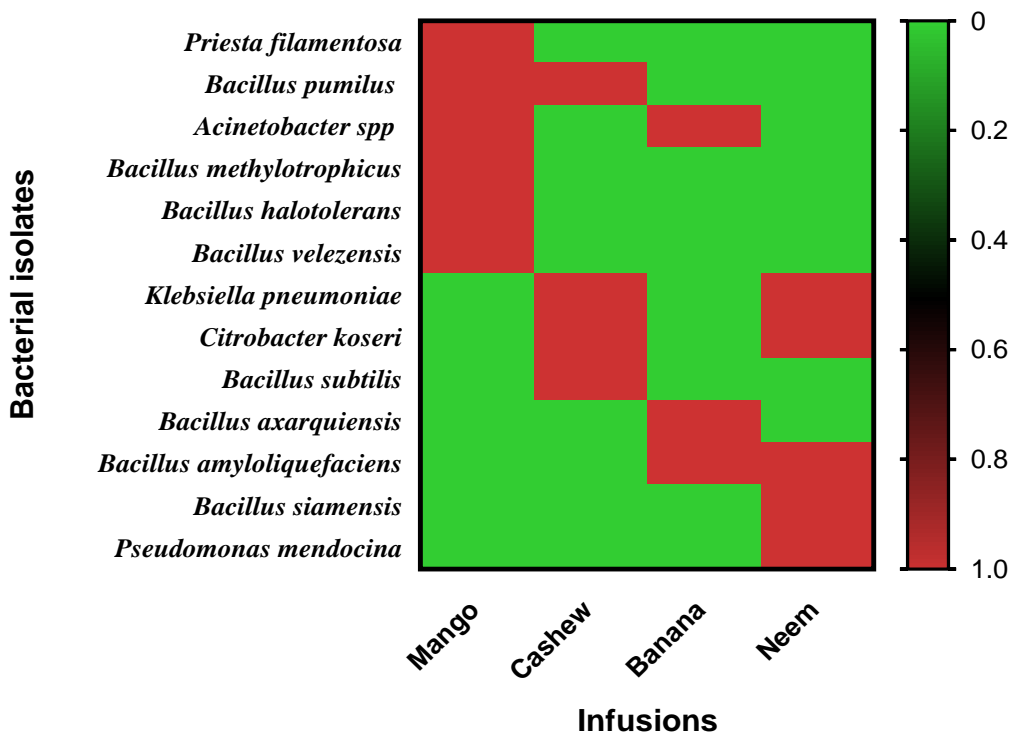 Bacterial isolates
Priesta filamentosa
Bacillus pumilus
Acinetobacter spp
Bacillus methylotrophicus
Bacillus halotolerans
Bacillus velezensis
Klebsiella pneumoniae
Citrobacter koseri
Bacillus subtilis
Bacillus axarquiensis
Bacillus amyloliquefaciens
Bacillus siamensis
Pseudomonas mendocina
0
0.2
0.4
0.6
0.8
1.0
Mango
Cashew
Banana
Neem
Infusions